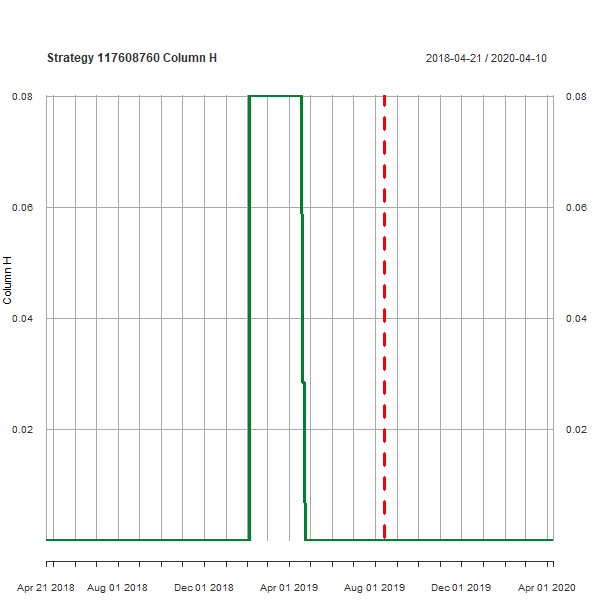 Strategy 117608760 Column H 2018-04-21 / 2020-04-10
0.08 0.08
0.06 0.06
Column H
0.04 0.04
0.02 0.02
Apr 21 2018 Aug 01 2018 Dec 01 2018 Apr 01 2019 Aug 01 2019 Dec 01 2019 Apr 01 2020